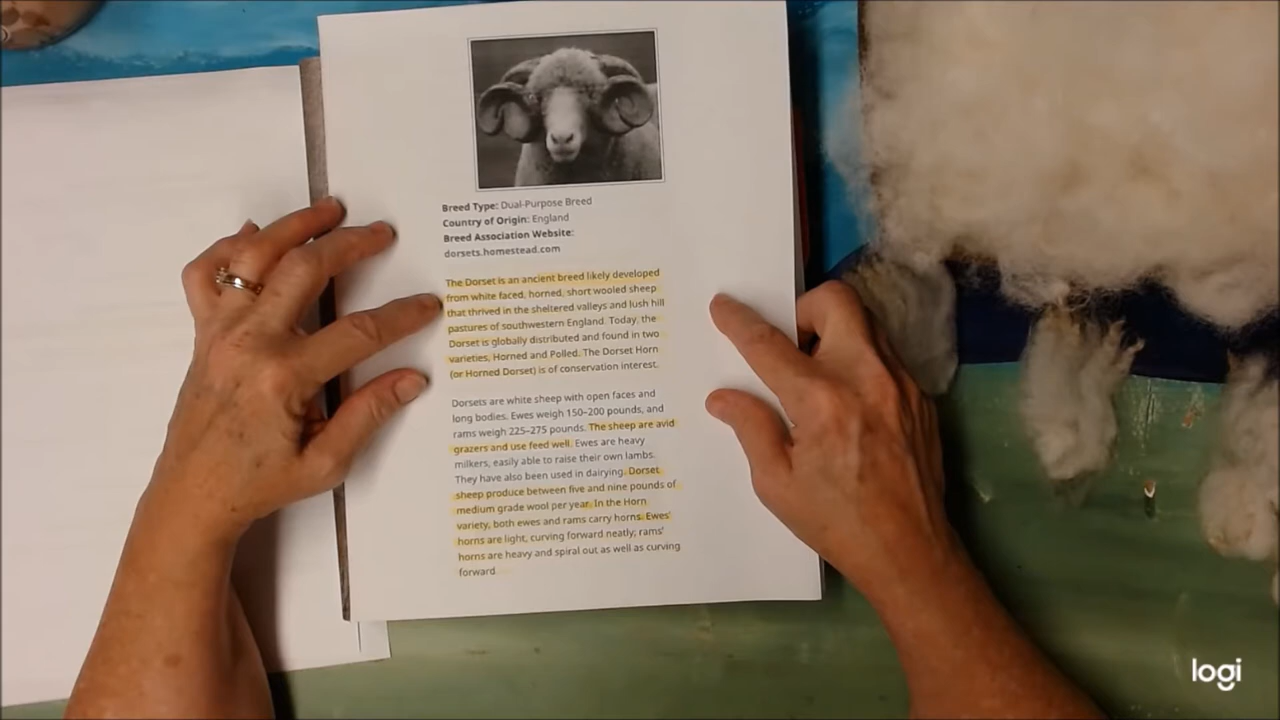 Breed Type: Dual-Purpose Breed
Country of Origin: England
Breed Association Website:
dorsets.homestead.com
The Dorset is an ancient breed likely developed
from white faced, horned, short wooled sheep
that thrived in the sheltered valleys and lush hill
pastures of southwestern England. Today, the
Dorset is globally distributed and found in two
varieties, Horned and Polled. The Dorset Horn
(or Horned Dorset) is of conservation interest.
Dorsets are white sheep with open faces and
long bodies. Ewes weigh 150–200 pounds, and
rams weigh 225–275 pounds. The sheep are avid
grazers and use feed well. Ewes are heavy
milkers, easily able to raise their own lambs.
They have also been used in dairying. Dorset
sheep produce between five and nine pounds of
medium grade wool per year. In the Horn
variety, both ewes and rams carry horns. Ewes'
horns are light, curving forward neatly; rams'
horns are heavy and spiral out as well as curving
forward.
logi